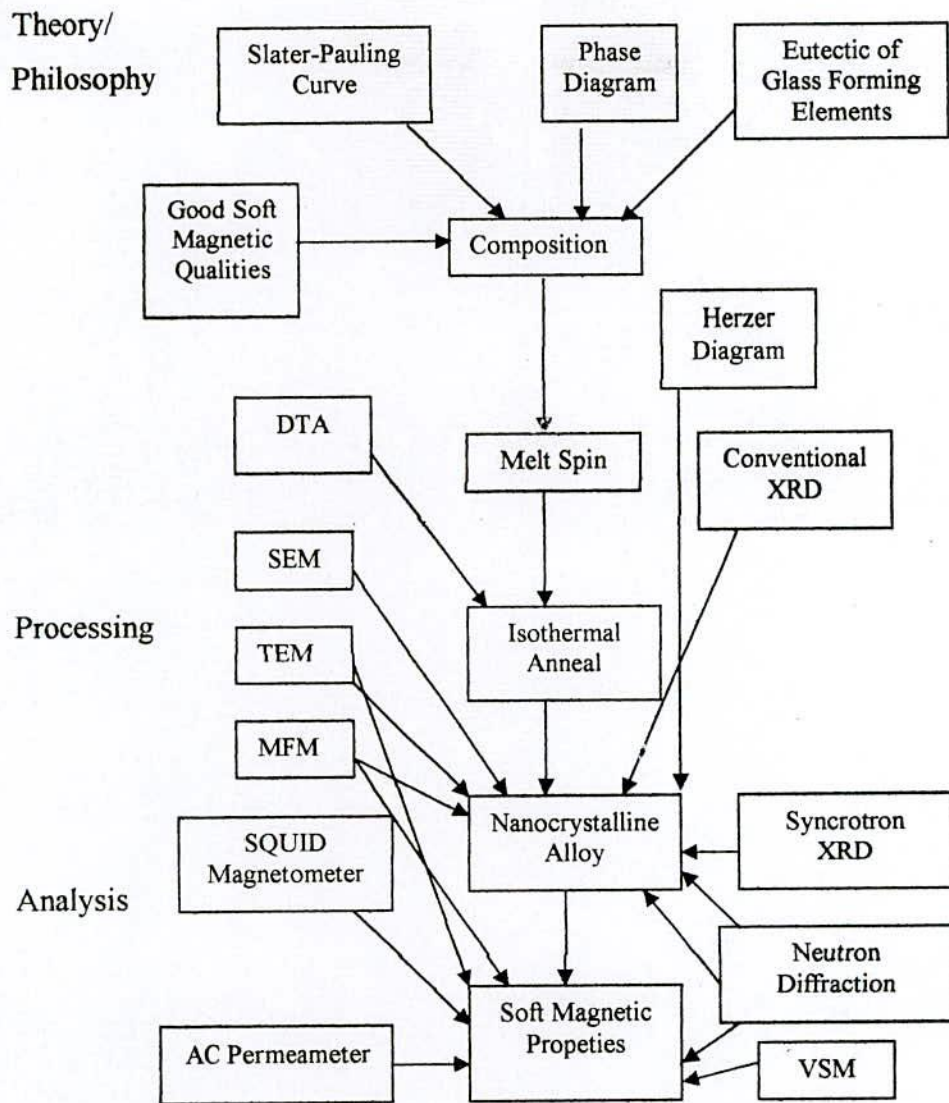 Theory/
Philosophy
Slater-Pauling
Curve
Phase
Diagram
Eutectic of
Glass Forming
Elements
Good Soft
Magnetic
Qualities
Composition
Herzer
Diagram
DTA
Melt Spin
Conventional
XRD
SEM
Processing
Isothermal
Anneal
TEM
MFM
Nanocrystalline
Alloy
Syncrotron
XRD
SQUID
Magnetometer
Analysis
Neutron
Diffraction
Soft Magnetic
Propeties
AC Permeameter
VSM